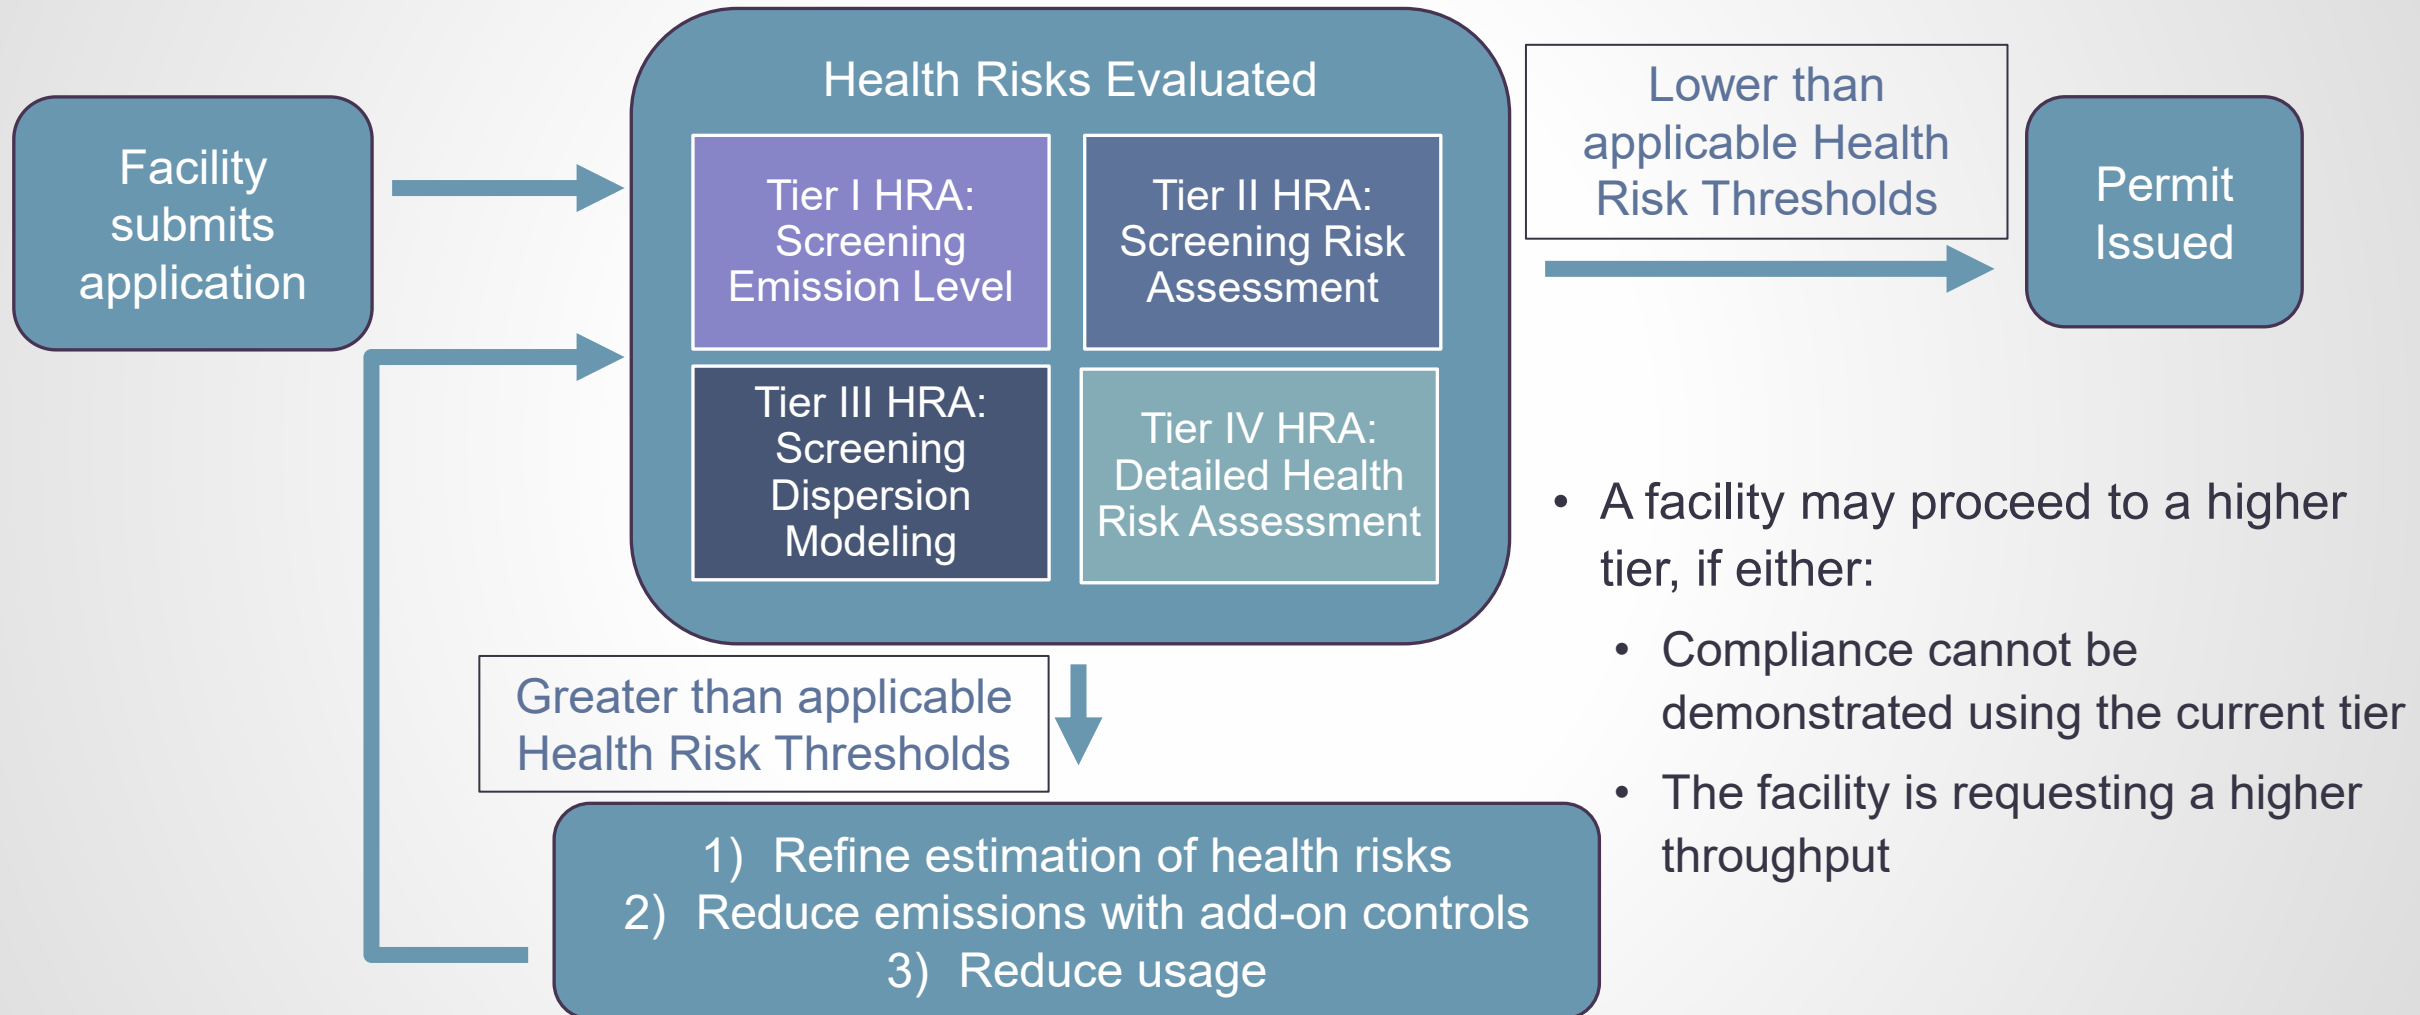 Facility
submits
application
Health Risks Evaluated
Tier I HRA:
Screening
Emission Level
Tier II HRA:
Screening Risk
Assessment
Tier III HRA:
Screening
Dispersion
Modeling
Tier IV HRA:
Detailed Health
Risk Assessment
Lower than
applicable Health
Risk Thresholds
Permit
Issued
Greater than applicable
Health Risk Thresholds
1) Refine estimation of health risks
2) Reduce emissions with add-on controls
3) Reduce usage
• A facility may proceed to a higher
tier, if either:
• Compliance cannot be
demonstrated using the current tier
• The facility is requesting a higher
throughput